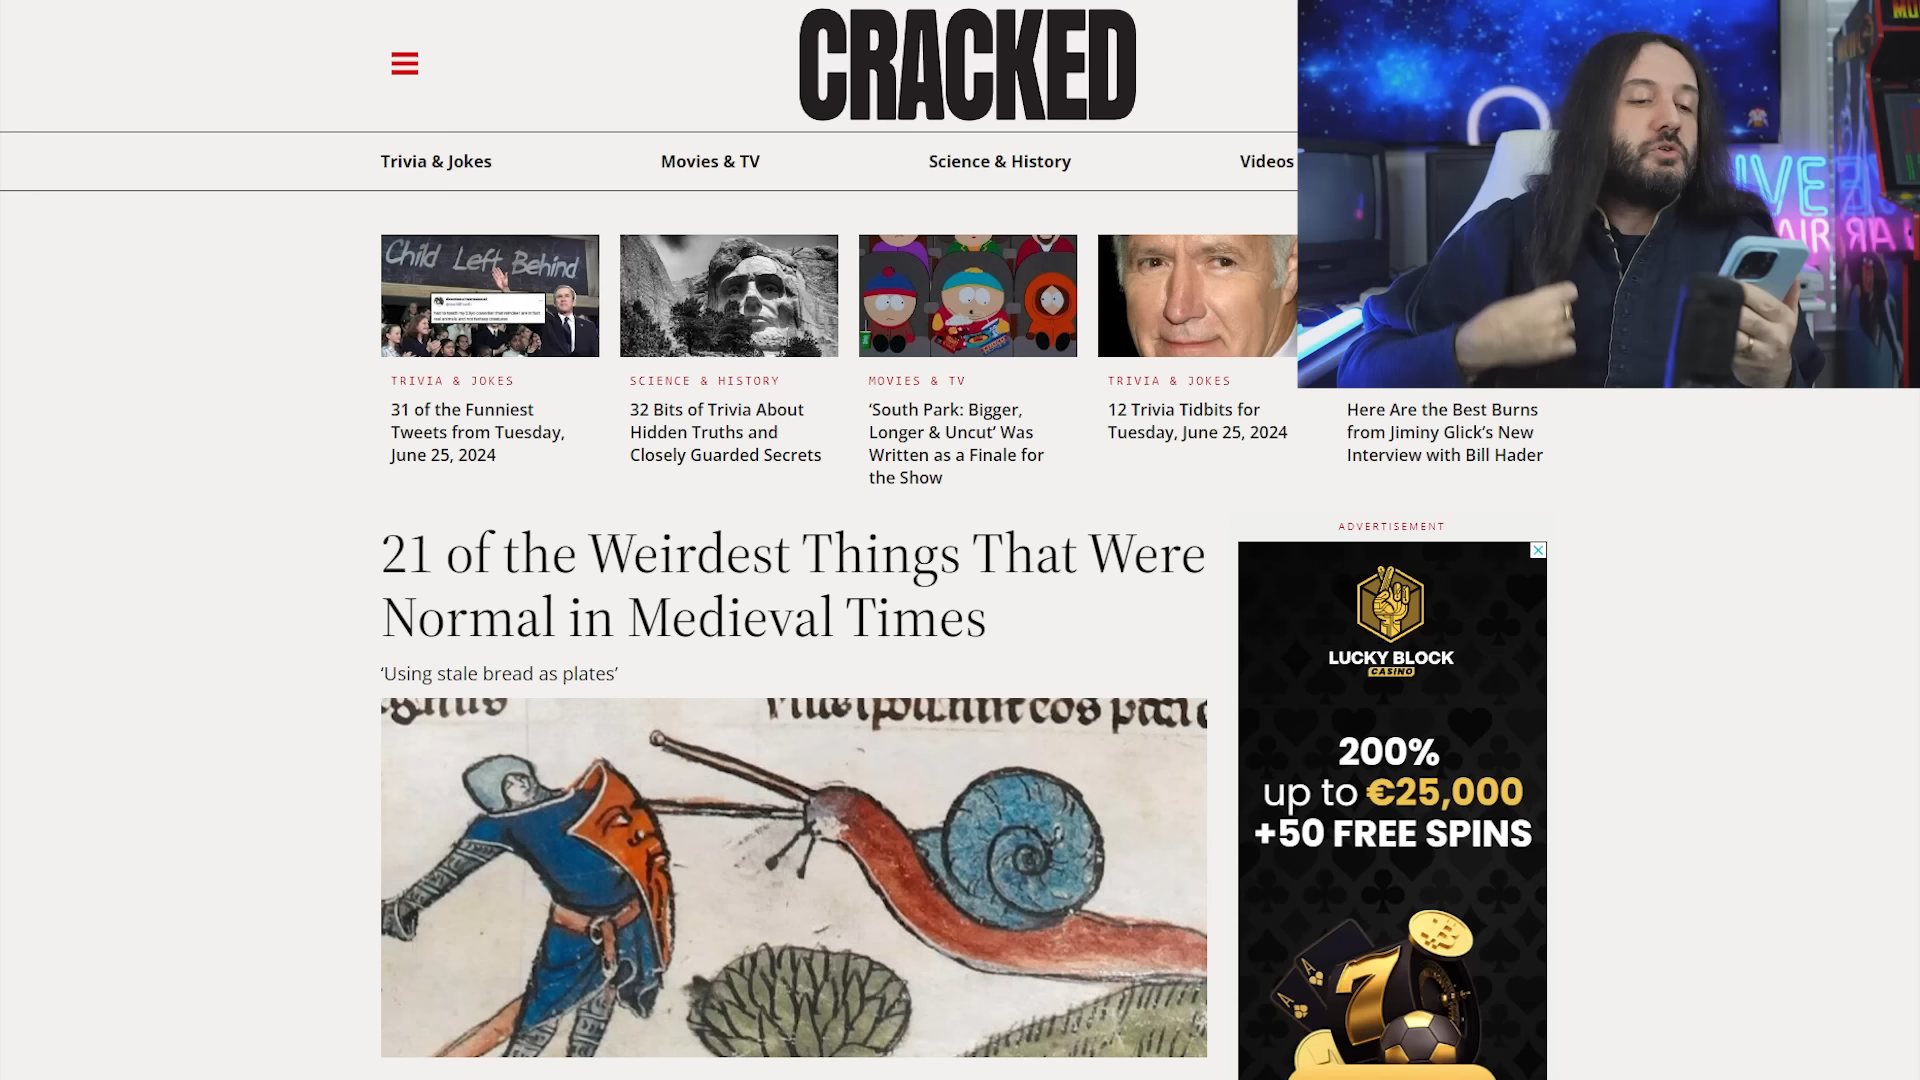 CRACKED
Trivia & Jokes
Movies & TV
Science & History
Videos
Child Left Behind
TRIVIA & JOKES
31 of the Funniest
Tweets from Tuesday,
June 25, 2024
SCIENCE & HISTORY
32 Bits of Trivia About
Hidden Truths and
Closely Guarded Secrets
MOVIES & TV
‘South Park: Bigger,
Longer & Uncut’ Was
Written as a Finale for
the Show
TRIVIA & JOKES
12 Trivia Tidbits for
Tuesday, June 25, 2024
Here Are the Best Burns
from Jiminy Glick’s New
Interview with Bill Hader
21 of the Weirdest Things That Were
Normal in Medieval Times
‘Using stale bread as plates’
ADVERTISEMENT
LUCKY BLOCK
CASINO
200%
up to €25,000
+50 FREE SPINS
7
A
A